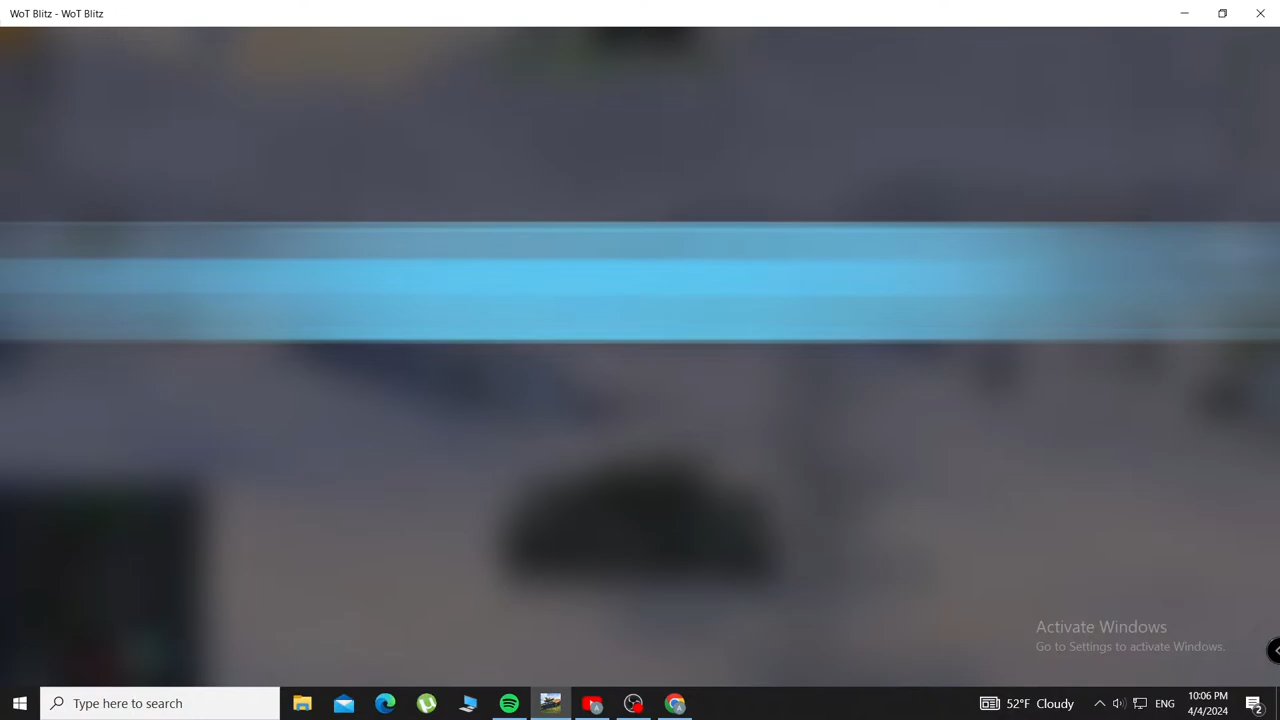 WoT Blitz - WoT Blitz
Activate Windows
Go to Settings to activate Windows.
Type here to search
52°F Cloudy
ENG
10:06 PM
4/4/2024
2